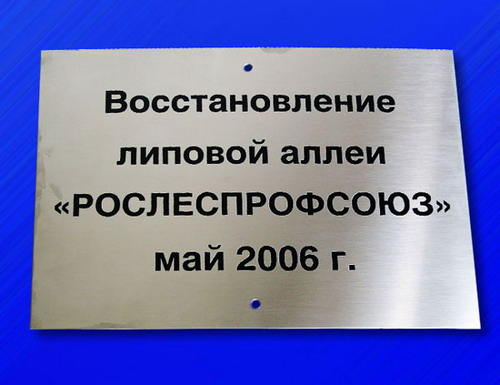 Восстановление
липовой аллеи
«РОСЛЕСПРОФСОЮЗ»
май 2006 г.